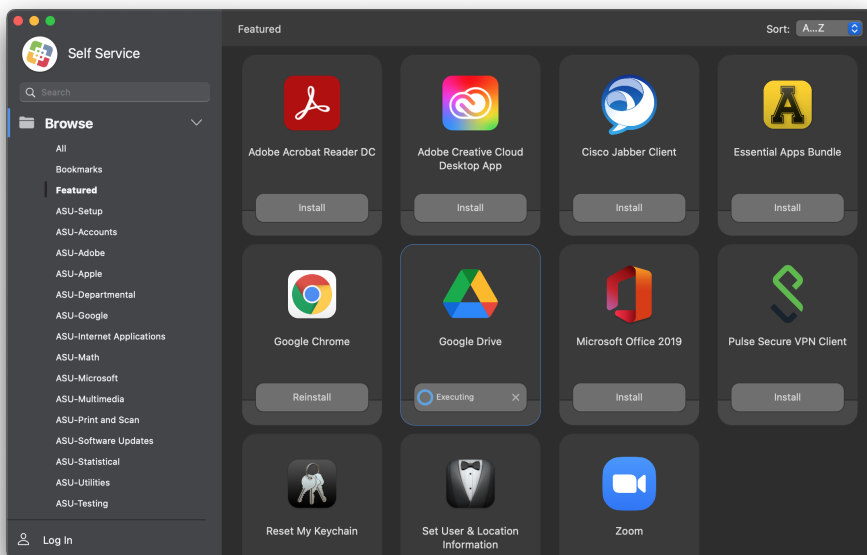 Self Service
Search
Browse
All
Bookmarks
Featured
ASU-Setup
ASU-Accounts
ASU-Adobe
ASU-Apple
ASU-Departmental
ASU-Google
ASU-Internet Applications
ASU-Math
ASU-Microsoft
ASU-Multimedia
ASU-Print and Scan
ASU-Software Updates
ASU-Statistical
ASU-Utilities
ASU-Testing
Log In
Featured
Sort: A...Z
Adobe Acrobat Reader DC
Install
Adobe Creative Cloud
Desktop App
Install
Cisco Jabber Client
Install
A
Essential Apps Bundle
Install
Google Chrome
Reinstall
Google Drive
Executing
Microsoft Office 2019
Install
Pulse Secure VPN Client
Install
Reset My Keychain
Set User & Location
Information
Zoom